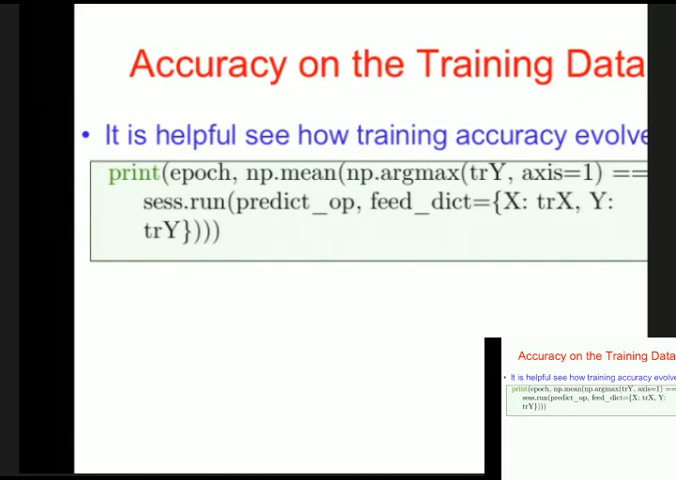 Accuracy on the Training Data
• It is helpful see how training accuracy evolve
print(epoch, np.mean(np.argmax(trY, axis=1) ==
sess.run(predict_op, feed_dict={X: trX, Y:
trY})))
Accuracy on the Training Data
• It is helpful see how training accuracy evolve
print(epoch, np.mean(np.argmax(trY, axis=1) ==
sess.run(predict_op, feed_dict={X: trX, Y:
trY})))